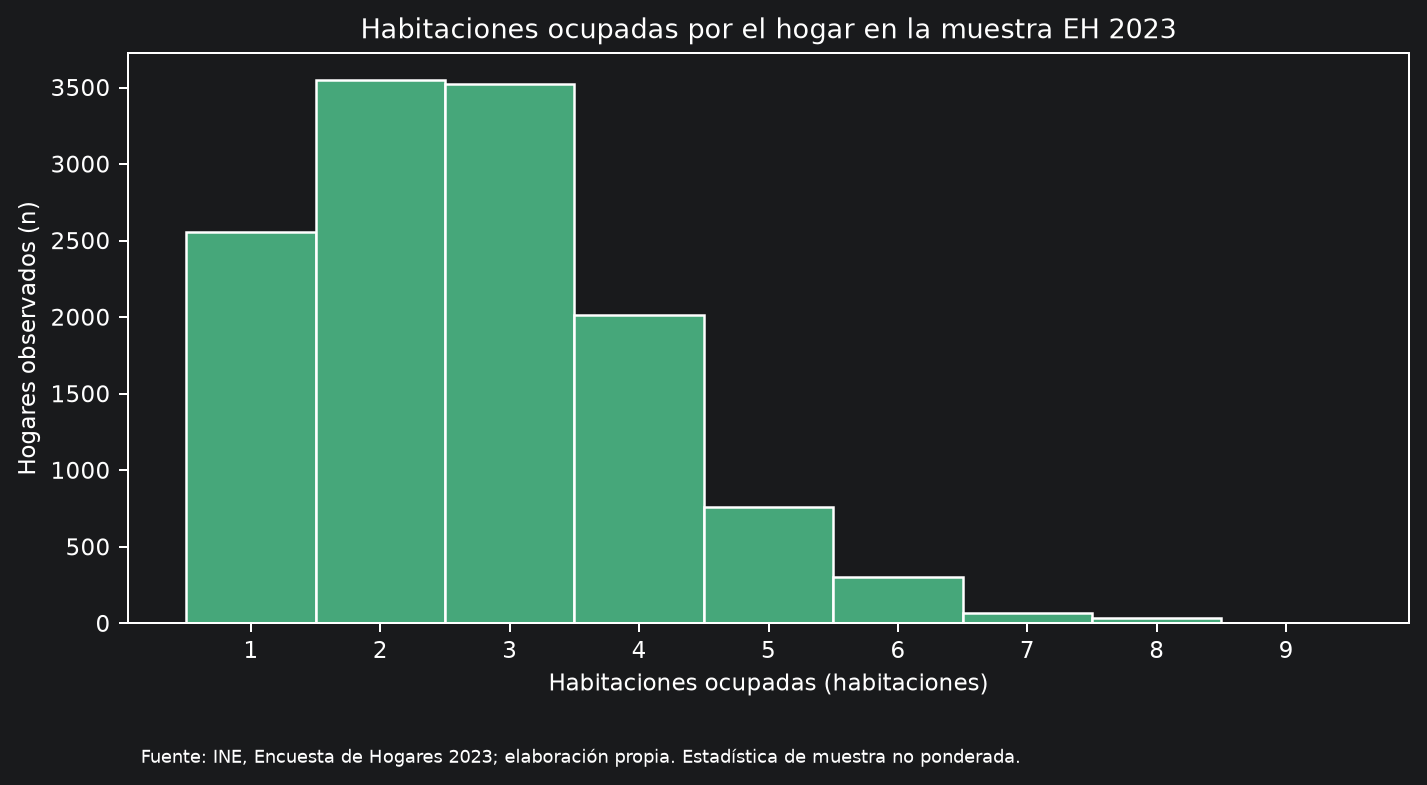 Habitaciones ocupadas por el hogar en la muestra EH 2023
Hogares observados (n)
3500
3000
2500
2000
1500
1000
500
0
1 2 3 4 5 6 7 8 9
Habitaciones ocupadas (habitaciones)
Fuente: INE, Encuesta de Hogares 2023; elaboración propia. Estadística de muestra no ponderada.